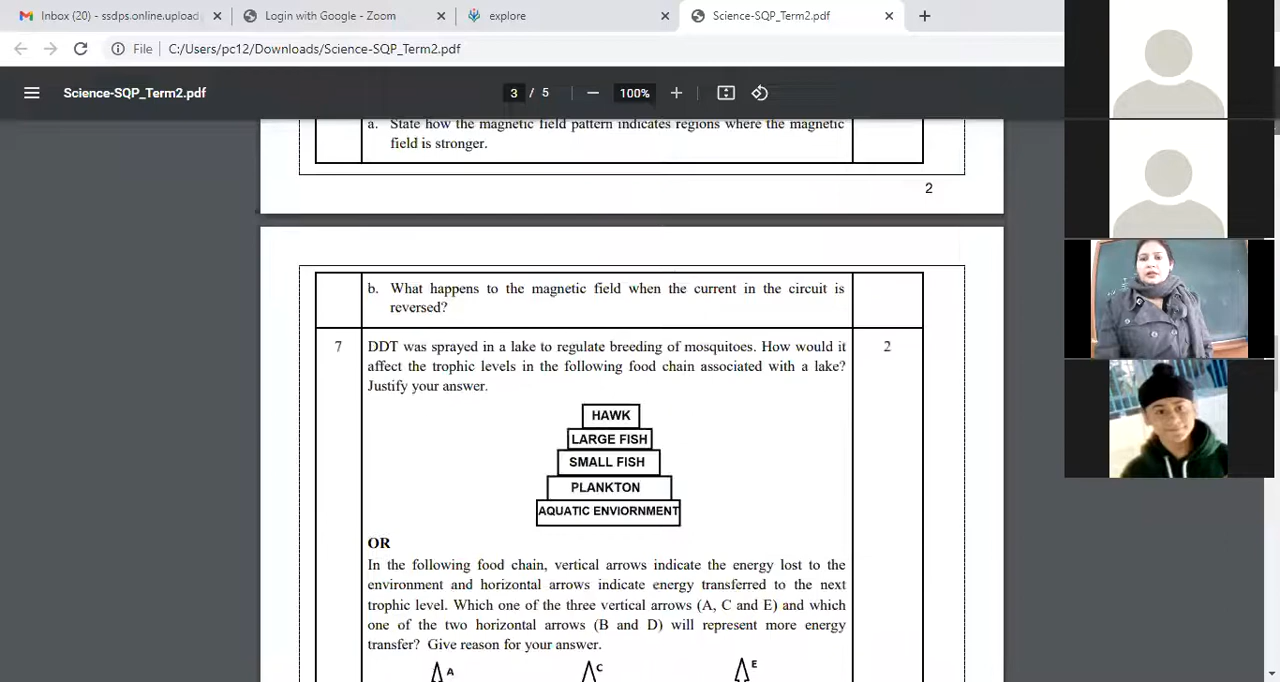 Inbox (20) - ssdps.online.upload
Login with Google - Zoom
explore
Science-SQP_Term2.pdf
File C:/Users/pc12/Downloads/Science-SQP_Term2.pdf
Science-SQP_Term2.pdf
3 / 5
100%
a. State how the magnetic field pattern indicates regions where the magnetic
field is stronger.
2
b. What happens to the magnetic field when the current in the circuit is
reversed?
7 DDT was sprayed in a lake to regulate breeding of mosquitoes. How would it 2
affect the trophic levels in the following food chain associated with a lake?
Justify your answer.
HAWK
LARGE FISH
SMALL FISH
PLANKTON
AQUATIC ENVIORNMENT
OR
In the following food chain, vertical arrows indicate the energy lost to the
environment and horizontal arrows indicate energy transferred to the next
trophic level. Which one of the three vertical arrows (A, C and E) and which
one of the two horizontal arrows (B and D) will represent more energy
transfer? Give reason for your answer.
A C E